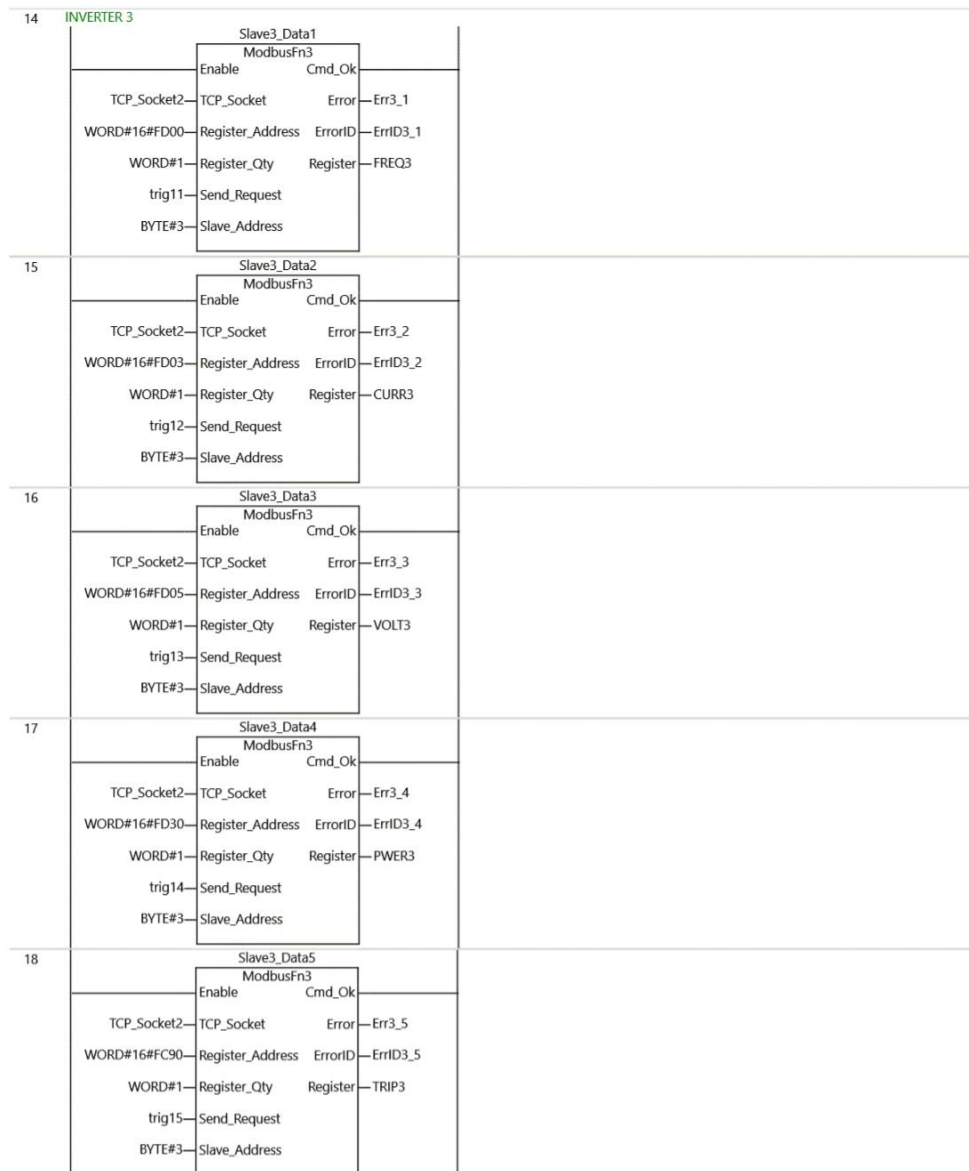 14 INVERTER 3
Slave3_Data1
ModbusFn3
Enable Cmd_Ok
TCP_Socket2 TCP_Socket Error Err3_1
WORD#16#FD00 Register_Address ErrorID ErrID3_1
WORD#1 Register_Qty Register FREQ3
trig11 Send_Request
BYTE#3 Slave_Address
15 Slave3_Data2
ModbusFn3
Enable Cmd_Ok
TCP_Socket2 TCP_Socket Error Err3_2
WORD#16#FD03 Register_Address ErrorID ErrID3_2
WORD#1 Register_Qty Register CURR3
trig12 Send_Request
BYTE#3 Slave_Address
16 Slave3_Data3
ModbusFn3
Enable Cmd_Ok
TCP_Socket2 TCP_Socket Error Err3_3
WORD#16#FD05 Register_Address ErrorID ErrID3_3
WORD#1 Register_Qty Register VOLT3
trig13 Send_Request
BYTE#3 Slave_Address
17 Slave3_Data4
ModbusFn3
Enable Cmd_Ok
TCP_Socket2 TCP_Socket Error Err3_4
WORD#16#FD30 Register_Address ErrorID ErrID3_4
WORD#1 Register_Qty Register PWER3
trig14 Send_Request
BYTE#3 Slave_Address
18 Slave3_Data5
ModbusFn3
Enable Cmd_Ok
TCP_Socket2 TCP_Socket Error Err3_5
WORD#16#FC90 Register_Address ErrorID ErrID3_5
WORD#1 Register_Qty Register TRIP3
trig15 Send_Request
BYTE#3 Slave_Address